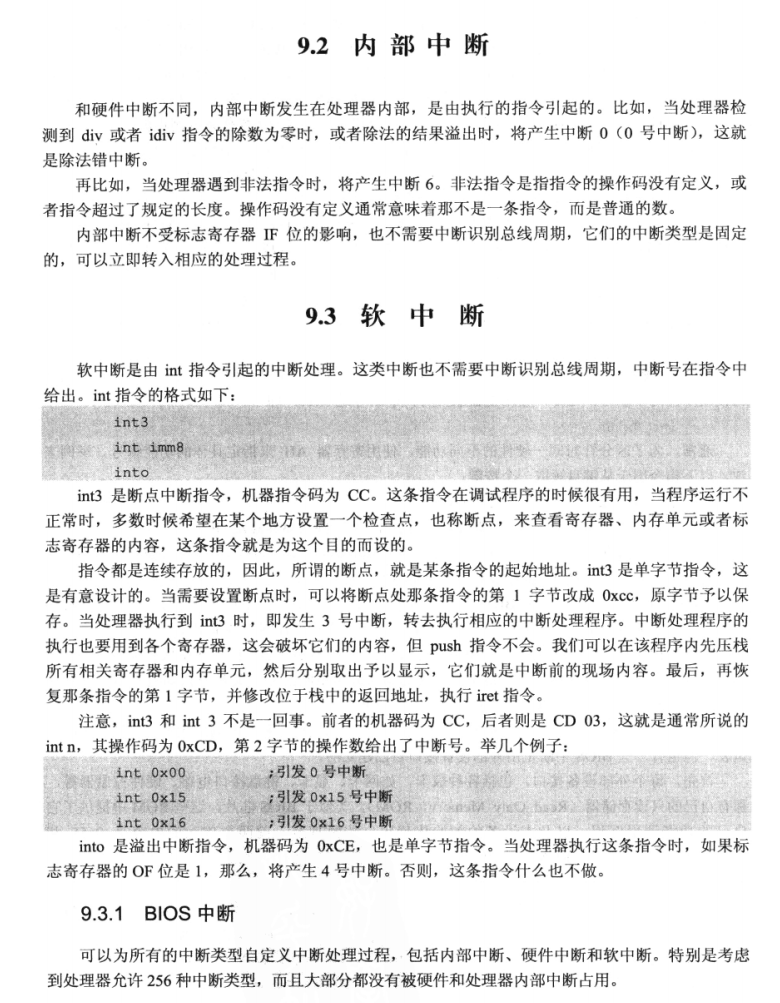 9.2 内部中断
和硬件中断不同，内部中断发生在处理器内部，是由执行的指令引起的。比如，当处理器检
测到 div 或者 idiv 指令的除数为零时，或者除法的结果溢出时，将产生中断 0（0 号中断），这就
是除法错中断。
再比如，当处理器遇到非法指令时，将产生中断 6。非法指令是指指令的操作码没有定义，或
者指令超过了规定的长度。操作码没有定义通常意味着那不是一条指令，而是普通的数。
内部中断不受标志寄存器 IF 位的影响，也不需要中断识别总线周期，它们的中断类型是固定
的，可以立即转入相应的处理过程。
9.3 软中断
软中断是由 int 指令引起的中断处理。这类中断也不需要中断识别总线周期，中断号在指令中
给出。int 指令的格式如下：
int3
int imm8
into
int3 是断点中断指令，机器指令码为 CC。这条指令在调试程序的时候很有用，当程序运行不
正常时，多数时候希望在某个地方设置一个检查点，也称断点，来查看寄存器、内存单元或者标
志寄存器的内容，这条指令就是为这个目的而设的。
指令都是连续存放的，因此，所谓的断点，就是某条指令的起始地址。int3 是单字节指令，这
是有意设计的。当需要设置断点时，可以将断点处那条指令的第 1 字节改成 0xcc，原字节予以保
存。当处理器执行到 int3 时，即发生 3 号中断，转去执行相应的中断处理程序。中断处理程序的
执行也要用到各个寄存器，这会破坏它们的内容，但 push 指令不会。我们可以在该程序内先压栈
所有相关寄存器和内存单元，然后分别取出予以显示，它们就是中断前的现场内容。最后，再恢
复那条指令的第 1 字节，并修改位于栈中的返回地址，执行 iret 指令。
注意，int3 和 int 3 不是一回事。前者的机器码为 CC，后者则是 CD 03，这就是通常所说的
int n，其操作码为 0xCD，第 2 字节的操作数给出了中断号。举几个例子：
int 0x00 ;引发 0 号中断
int 0x15 ;引发 0x15 号中断
int 0x16 ;引发 0x16 号中断
into 是溢出中断指令，机器码为 0xCE，也是单字节指令。当处理器执行这条指令时，如果标
志寄存器的 OF 位是 1，那么，将产生 4 号中断。否则，这条指令什么也不做。
9.3.1 BIOS 中断
可以为所有的中断类型自定义中断处理过程，包括内部中断、硬件中断和软中断。特别是考虑
到处理器允许 256 种中断类型，而且大部分都没有被硬件和处理器内部中断占用。